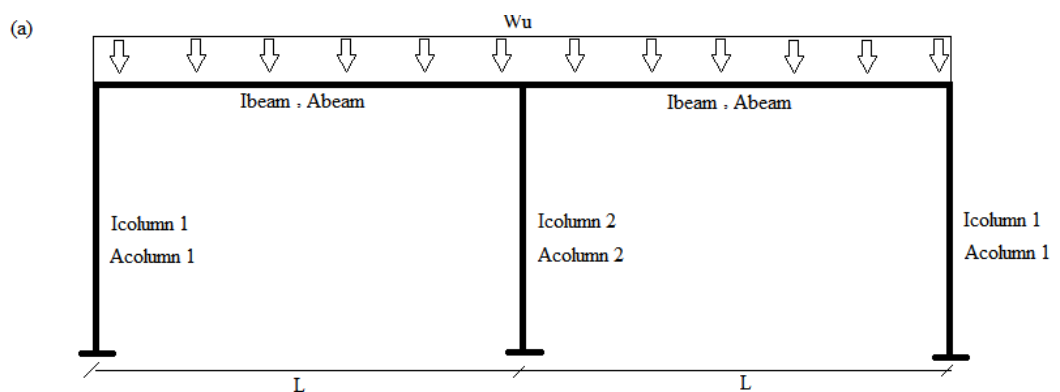 (a)
Wu
Ibeam , Abeam
Ibeam , Abeam
Icolumn 1
Acolumn 1
Icolumn 2
Acolumn 2
Icolumn 1
Acolumn 1
L
L